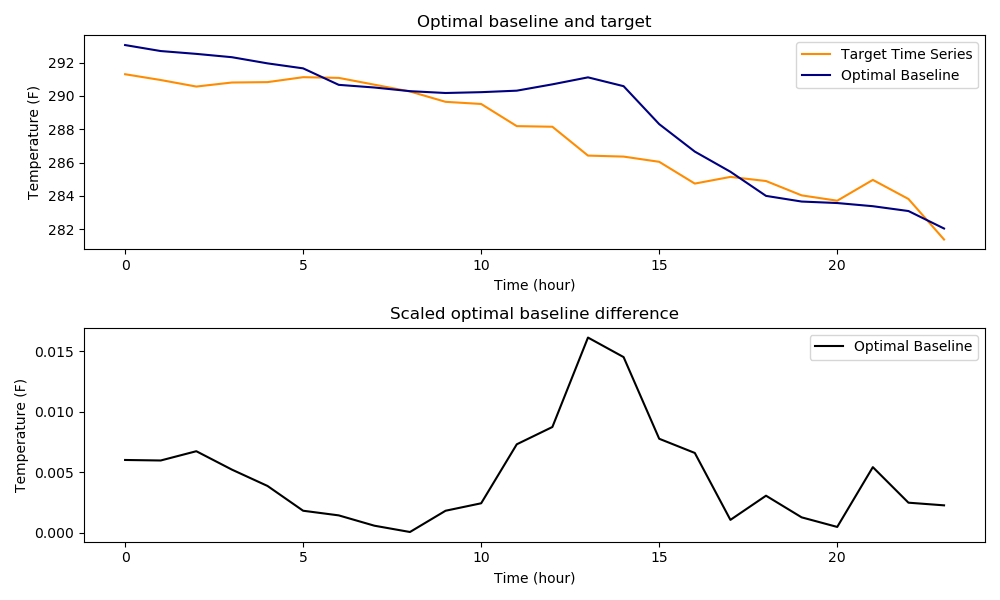 Optimal baseline and target
Temperature (F)
292
290
288
286
284
282
Target Time Series
Optimal Baseline
0
5
10
15
20
Time (hour)
Scaled optimal baseline difference
Temperature (F)
0.015
0.010
0.005
0.000
Optimal Baseline
0
5
10
15
20
Time (hour)